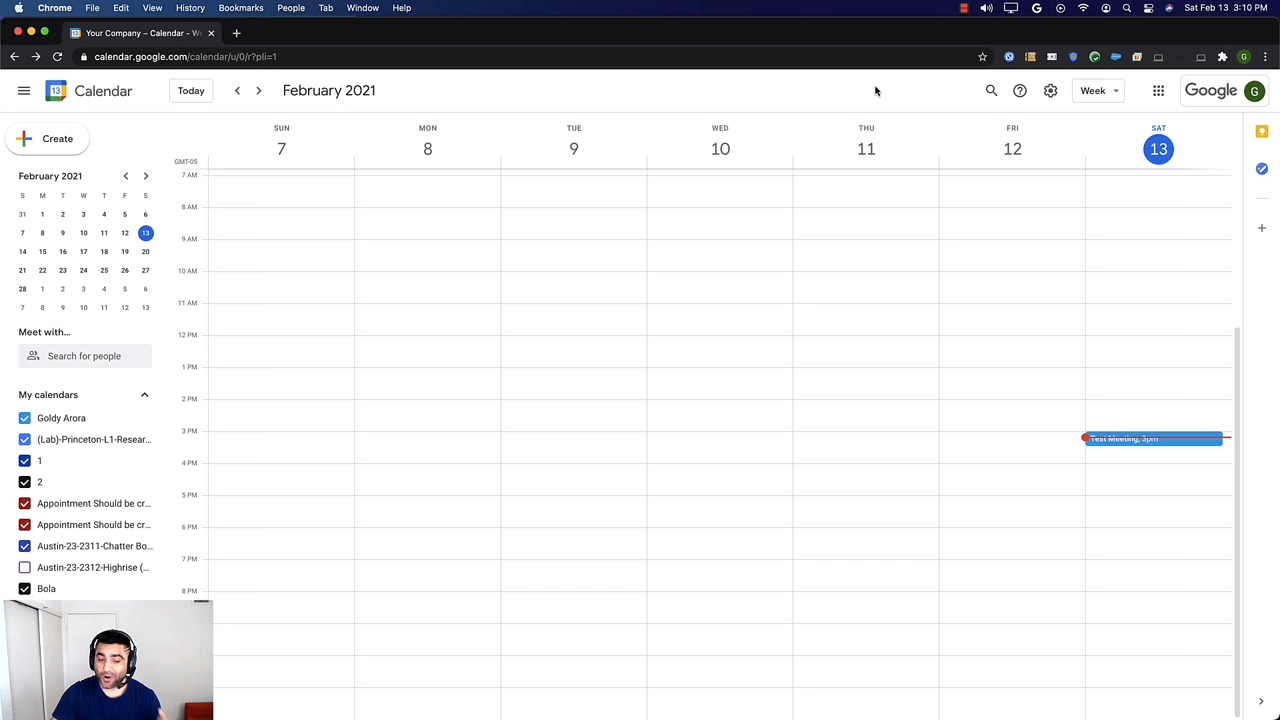 Chrome File Edit View History Bookmarks People Tab Window Help Sat Feb 13 3:10 PM
Your Company – Calendar - We
calendar.google.com/calendar/u/0/r?pli=1 G
13 Calendar Today February 2021 Week Google G
Create
SUN MON TUE WED THU FRI SAT
7 8 9 10 11 12 13
GMT-05
7 AM
8 AM
9 AM
10 AM
11 AM
12 PM
1 PM
2 PM
3 PM
4 PM
5 PM
6 PM
7 PM
8 PM
Test Meeting, 3pm
February 2021
S M T W T F S
31 1 2 3 4 5 6
7 8 9 10 11 12 13
14 15 16 17 18 19 20
21 22 23 24 25 26 27
28 1 2 3 4 5 6
7 8 9 10 11 12 13
Meet with...
Search for people
My calendars
Goldy Arora
(Lab)-Princeton-L1-Resear...
1
2
Appointment Should be cr...
Appointment Should be cr...
Austin-23-2311-Chatter Bo...
Austin-23-2312-Highrise (...
Bola